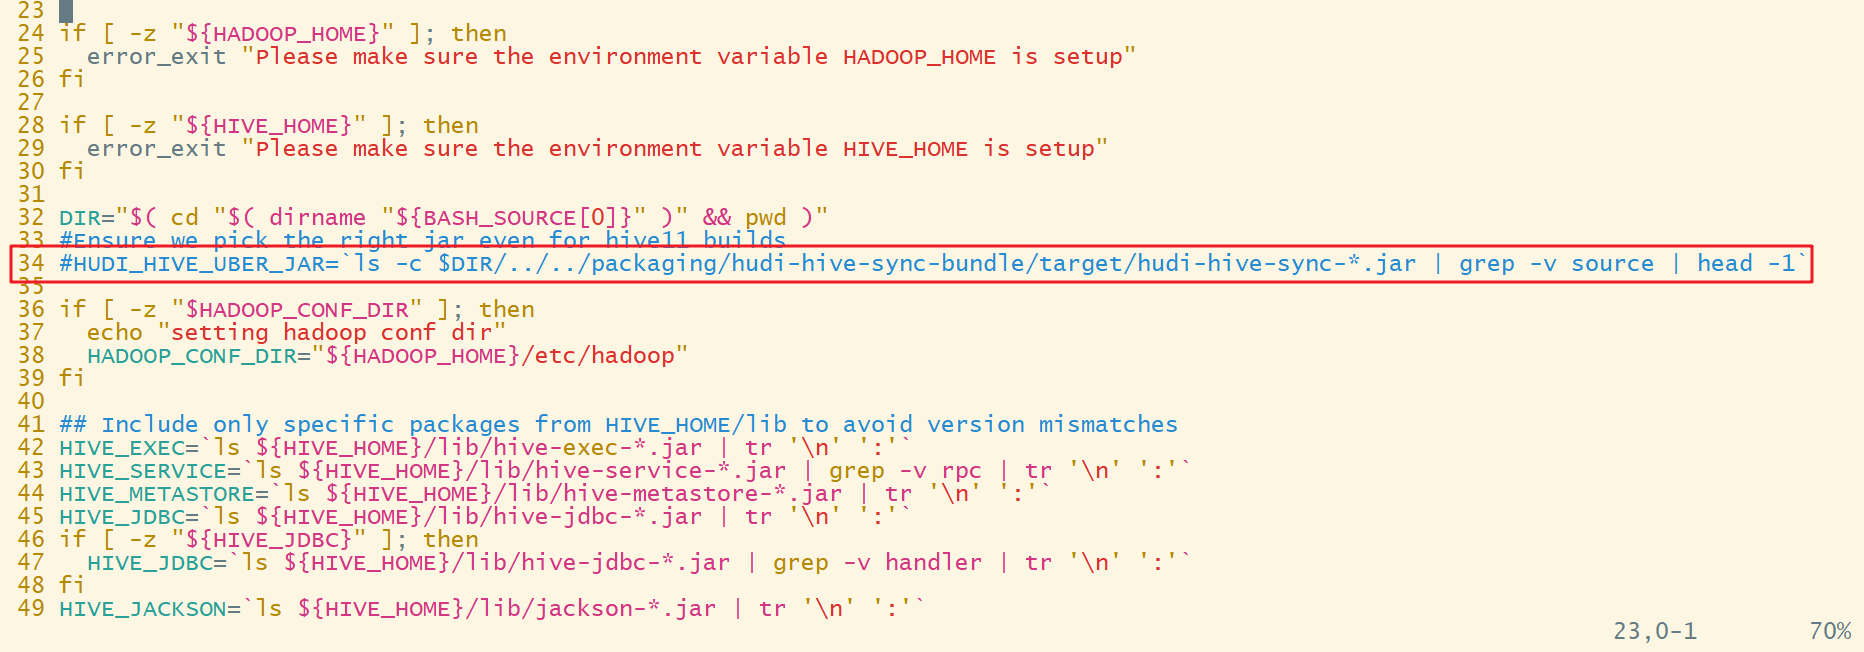 23
24 if [ -z "${HADOOP_HOME}" ]; then
25   error_exit "Please make sure the environment variable HADOOP_HOME is setup"
26 fi
27
28 if [ -z "${HIVE_HOME}" ]; then
29   error_exit "Please make sure the environment variable HIVE_HOME is setup"
30 fi
31
32 DIR="$( cd "$( dirname "${BASH_SOURCE[0]}" )" && pwd )"
33 #Ensure we pick the right jar even for hive11 builds
34 #HUDI_HIVE_UBER_JAR=`ls -c $DIR/../../packaging/hudi-hive-sync-bundle/target/hudi-hive-sync-*.jar | grep -v source | head -1`
35
36 if [ -z "$HADOOP_CONF_DIR" ]; then
37   echo "setting hadoop conf dir"
38   HADOOP_CONF_DIR="${HADOOP_HOME}/etc/hadoop"
39 fi
40
41 ## Include only specific packages from HIVE_HOME/lib to avoid version mismatches
42 HIVE_EXEC=`ls ${HIVE_HOME}/lib/hive-exec-*.jar | tr '\n' ':'`
43 HIVE_SERVICE=`ls ${HIVE_HOME}/lib/hive-service-*.jar | grep -v rpc | tr '\n' ':'`
44 HIVE_METASTORE=`ls ${HIVE_HOME}/lib/hive-metastore-*.jar | tr '\n' ':'`
45 HIVE_JDBC=`ls ${HIVE_HOME}/lib/hive-jdbc-*.jar | tr '\n' ':'`
46 if [ -z "${HIVE_JDBC}" ]; then
47   HIVE_JDBC=`ls ${HIVE_HOME}/lib/hive-jdbc-*.jar | grep -v handler | tr '\n' ':'`
48 fi
49 HIVE_JACKSON=`ls ${HIVE_HOME}/lib/jackson-*.jar | tr '\n' ':'`
23,0-1 70%